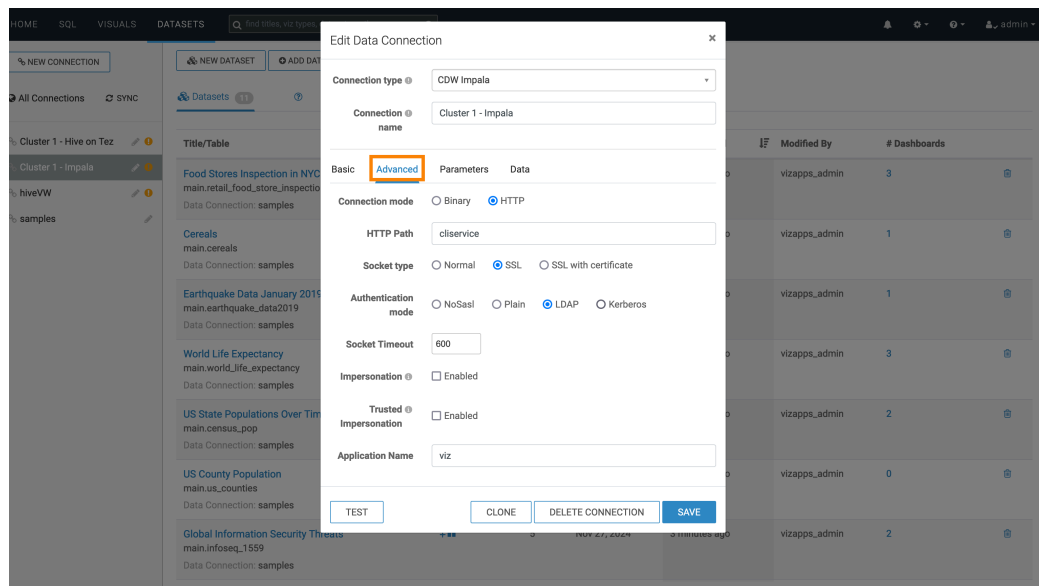 HOME SQL VISUALS DATASETS find titles, viz types, admin
Edit Data Connection ×
NEW CONNECTION NEW DATASET ADD DAT
Connection type CDW Impala
All Connections SYNC Datasets 11
Connection name Cluster 1 - Impala
Cluster 1 - Hive on Tez
Title/Table Modified By # Dashboards
Cluster 1 - Impala
Basic Advanced Parameters Data
Food Stores Inspection in NYC vizapps_admin 3
main.retail_food_store_inspectio
hiveVW
Data Connection: samples
Connection mode Binary HTTP
samples
Cereals vizapps_admin 1
main.cereals
HTTP Path cliservice
Data Connection: samples
Socket type Normal SSL SSL with certificate
Earthquake Data January 2019 vizapps_admin 1
main.earthquake_data2019
Authentication mode NoSasl Plain LDAP Kerberos
Data Connection: samples
Socket Timeout 600
World Life Expectancy vizapps_admin 3
main.world_life_expectancy
Impersonation Enabled
Data Connection: samples
Trusted Impersonation Enabled
US State Populations Over Tim vizapps_admin 2
main.census_pop
Data Connection: samples
Application Name viz
US County Population vizapps_admin 0
main.us_counties
Data Connection: samples
TEST CLONE DELETE CONNECTION SAVE
Global Information Security Threats Nov 27, 2024 3 minutes ago vizapps_admin 2
main.infoseq_1559
Data Connection: samples